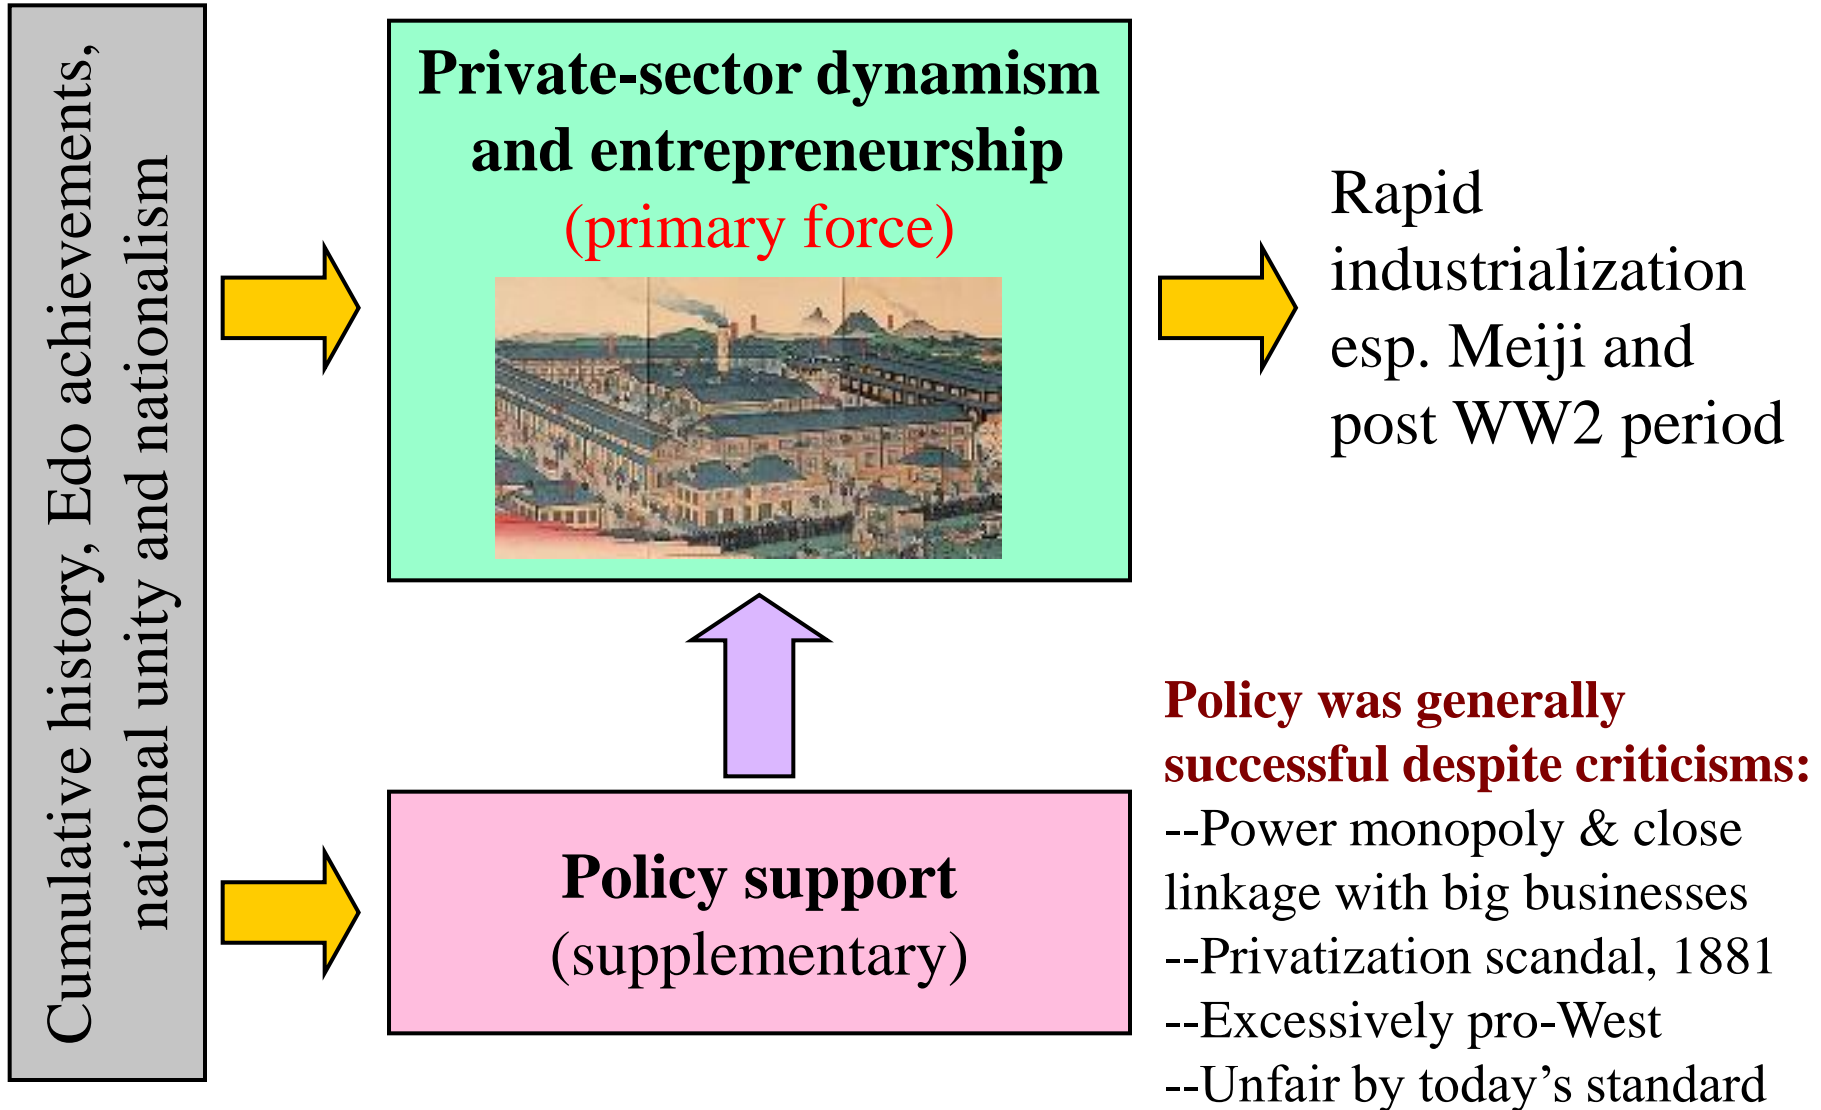 Cumulative history, Edo achievements,
national unity and nationalism
Private-sector dynamism
and entrepreneurship
(primary force)
Rapid
industrialization
esp. Meiji and
post WW2 period
Policy support
(supplementary)
Policy was generally
successful despite criticisms:
--Power monopoly & close
linkage with big businesses
--Privatization scandal, 1881
--Excessively pro-West
--Unfair by today’s standard